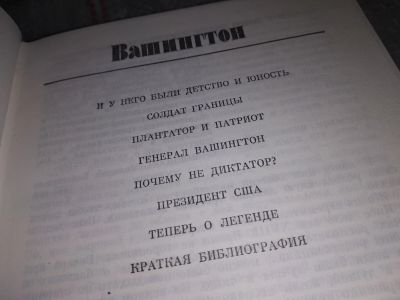 Вашингтон
И У НЕГО БЫЛИ ДЕТСТВО И ЮНОСТЬ
СОЛДАТ ГРАНИЦЫ
ПЛАНТАТОР И ПАТРИОТ
ГЕНЕРАЛ ВАШИНГТОН
ПОЧЕМУ НЕ ДИКТАТОР?
ПРЕЗИДЕНТ США
ТЕПЕРЬ О ЛЕГЕНДЕ
КРАТКАЯ БИБЛИОГРАФИЯ